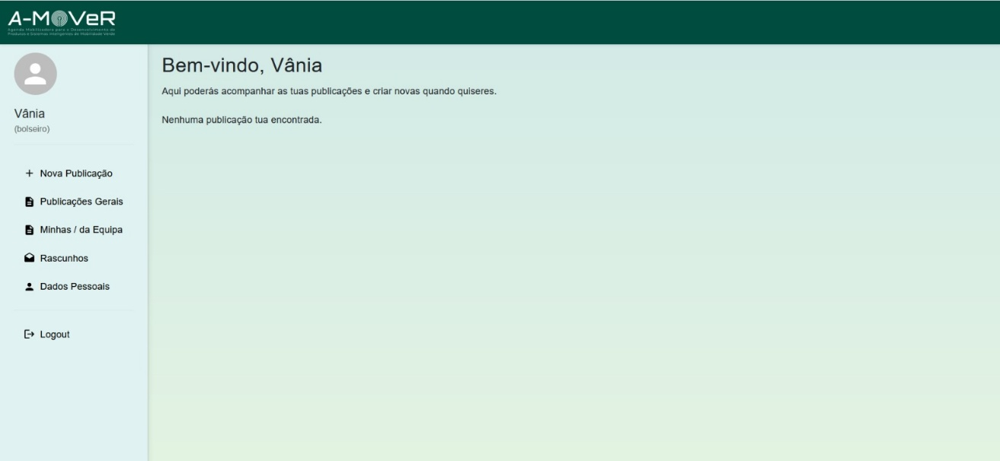 A-MOVeR
Agenda Mobilizadora para o Desenvolvimento de
Produtos e Sistemas Inteligentes de Mobilidade Verde
Vânia
(bolseiro)
+ Nova Publicação
Publicações Gerais
Minhas / da Equipa
Rascunhos
Dados Pessoais
Logout
Bem-vindo, Vânia
Aqui poderás acompanhar as tuas publicações e criar novas quando quiseres.
Nenhuma publicação tua encontrada.